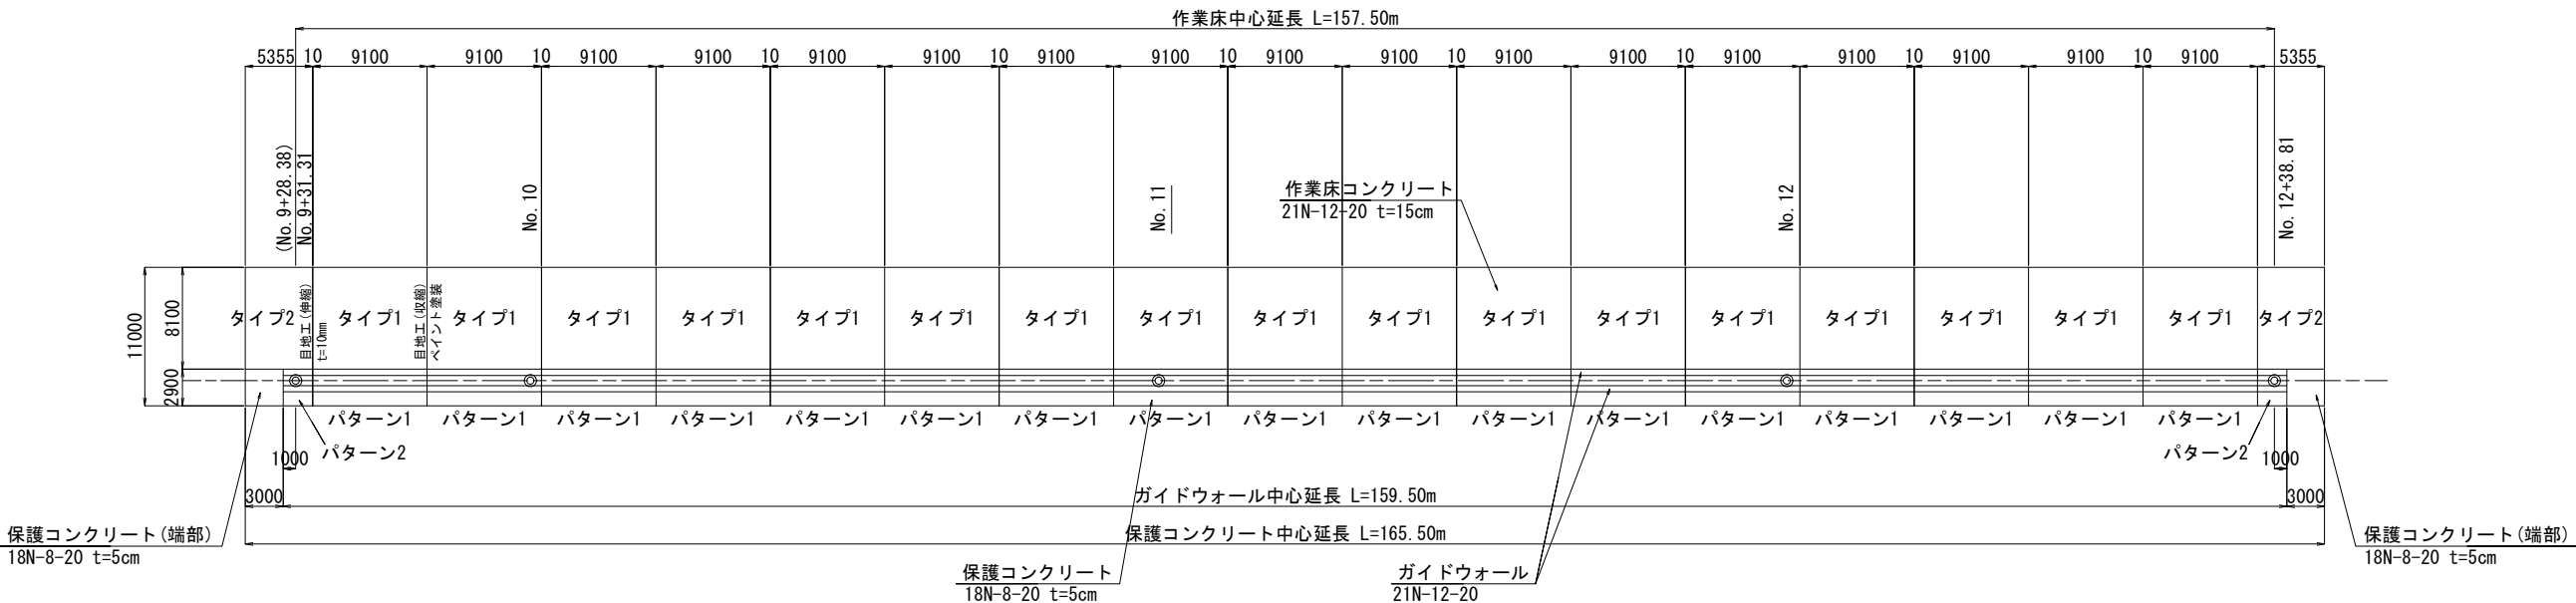 作業床中心延長 L=157.50m
5355 10 9100 9100 10 9100 9100 10 9100 9100 10 9100 9100 10 9100 9100 10 9100 9100 10 9100 9100 10 9100 9100 10 9100 5355
(No.9+28.38)
No.9+31.31
No.10
No.11
No.12
No.12+38.81
作業床コンクリート
21N-12-20 t=15cm
11000
8100
2900
目地工(伸縮)
t=10mm
目地工(収縮)
ペイント塗装
タイプ2 タイプ1 タイプ1 タイプ1 タイプ1 タイプ1 タイプ1 タイプ1 タイプ1 タイプ1 タイプ1 タイプ1 タイプ1 タイプ1 タイプ1 タイプ1 タイプ1 タイプ1 タイプ2
パターン1 パターン1 パターン1 パターン1 パターン1 パターン1 パターン1 パターン1 パターン1 パターン1 パターン1 パターン1 パターン1 パターン1 パターン1 パターン1 パターン1
1000 パターン2
パターン2 1000
3000 ガイドウォール中心延長 L=159.50m 3000
保護コンクリート中心延長 L=165.50m
保護コンクリート(端部)
18N-8-20 t=5cm
保護コンクリート
18N-8-20 t=5cm
ガイドウォール
21N-12-20
保護コンクリート(端部)
18N-8-20 t=5cm